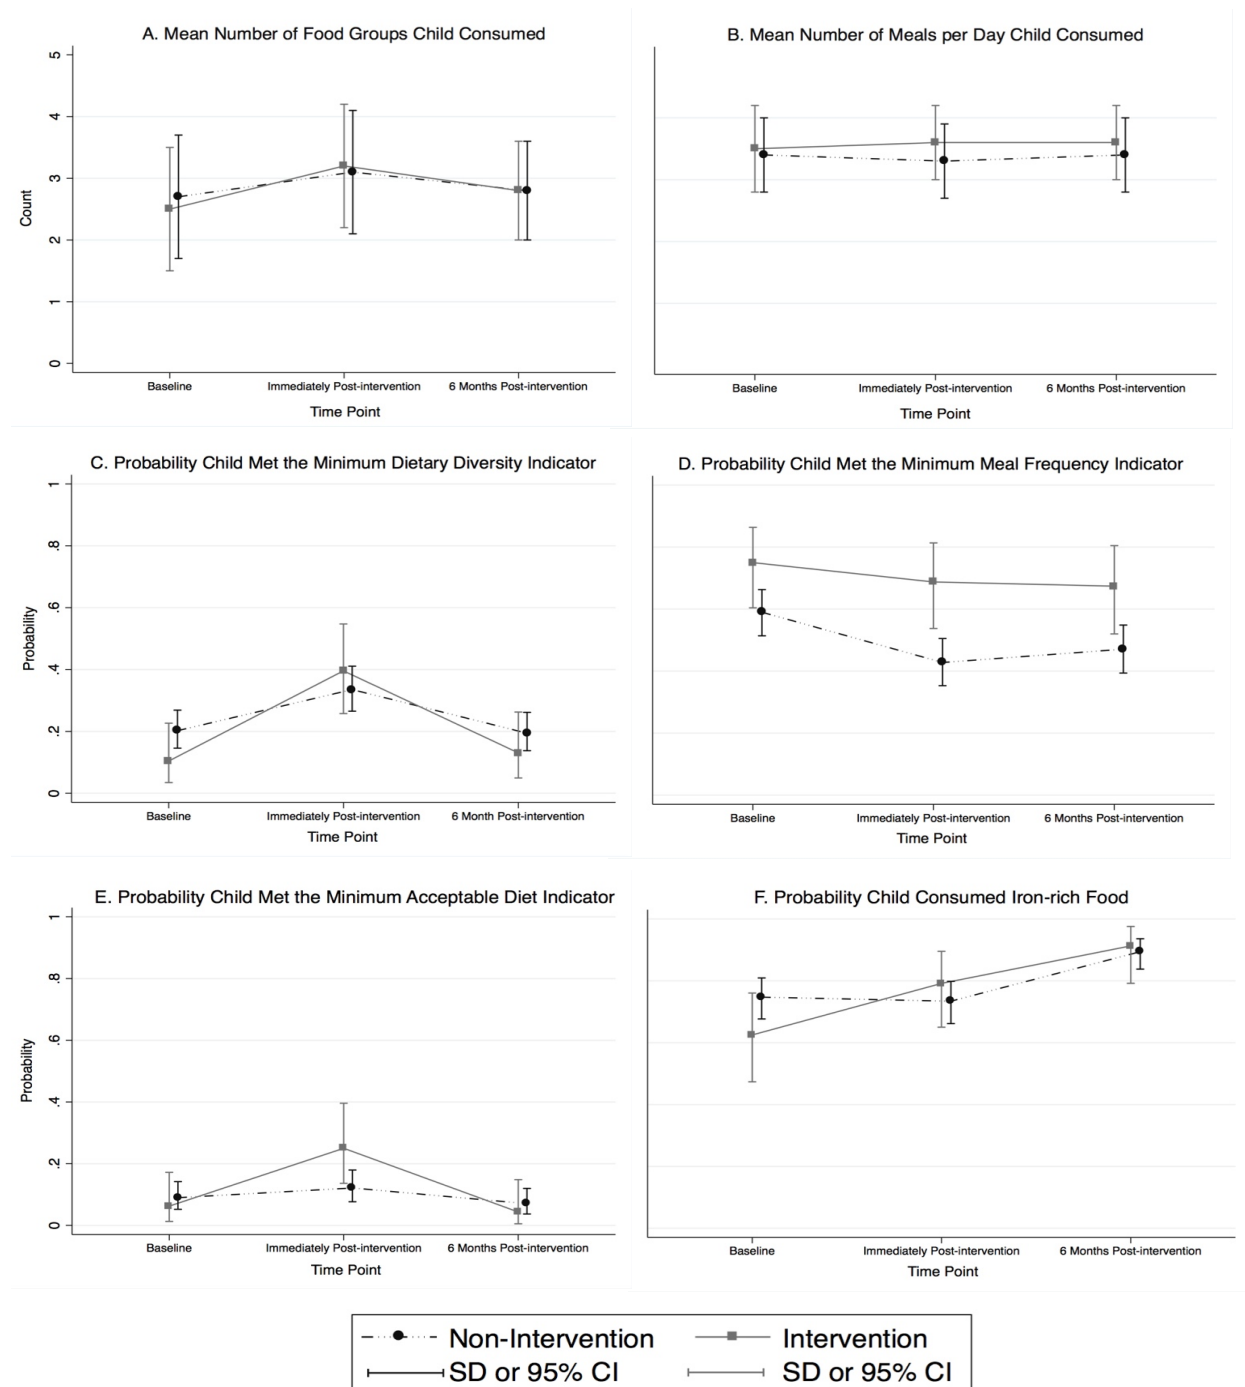 A. Mean Number of Food Groups Child Consumed
5
4
3
2
1
0
Count
Baseline
Immediately Post-intervention
6 Months Post-intervention
Time Point
B. Mean Number of Meals per Day Child Consumed
Baseline
Immediately Post-intervention
6 Months Post-intervention
Time Point
C. Probability Child Met the Minimum Dietary Diversity Indicator
1
.8
.6
.4
.2
0
Probability
Baseline
Immediately Post-intervention
6 Month Post-intervention
Time Point
D. Probability Child Met the Minimum Meal Frequency Indicator
Baseline
Immediately Post-intervention
6 Months Post-intervention
Time Point
E. Probability Child Met the Minimum Acceptable Diet Indicator
1
.8
.6
.4
.2
0
Probability
Baseline
Immediately Post-intervention
6 Months Post-intervention
Time Point
F. Probability Child Consumed Iron-rich Food
Baseline
Immediately Post-intervention
6 Months Post-intervention
Time Point
Non-Intervention
Intervention
SD or 95% CI
SD or 95% CI